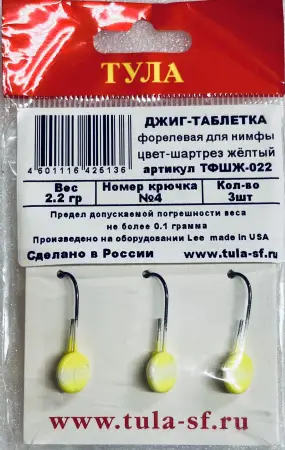 ТУЛА
ДЖИГ-ТАБЛЕТКА
форелевая для нимфы
цвет-шартрез жёлтый
артикул ТФШЖ-022
4 601116 425136
Вес
2.2 гр
Номер крючка
№4
Кол-во
3шт
Предел допускаемой погрешности веса
не более 0.1 грамма
Произведено на оборудовании Lee made in USA
Сделано в России
www.tula-sf.ru
www.tula-sf.ru